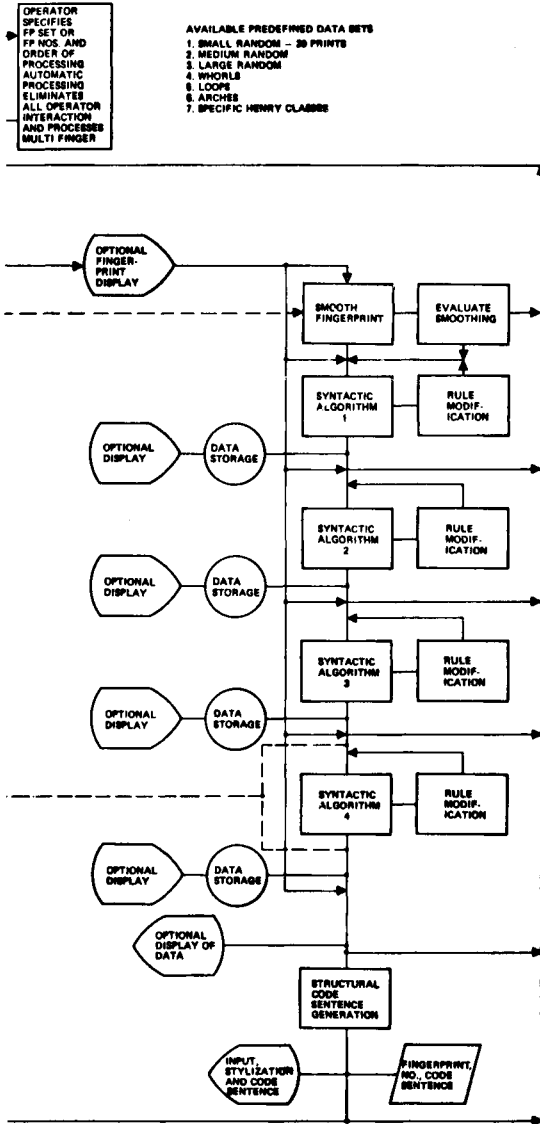 OPERATOR
SPECIFIES
FP SET OR
FP NOS. AND
ORDER OF
PROCESSING
AUTOMATIC
PROCESSING
ELIMINATES
ALL OPERATOR
INTERACTION
AND PROCESSES
MULTI FINGER
AVAILABLE PREDEFINED DATA SETS
1. SMALL RANDOM – 30 PRINTS
2. MEDIUM RANDOM
3. LARGE RANDOM
4. WHORLS
5. LOOPS
6. ARCHES
7. SPECIFIC HENRY CLASSES
OPTIONAL
FINGER-
PRINT
DISPLAY
SMOOTH
FINGERPRINT
EVALUATE
SMOOTHING
SYNTACTIC
ALGORITHM
1
RULE
MODIF-
ICATION
OPTIONAL
DISPLAY
DATA
STORAGE
SYNTACTIC
ALGORITHM
2
RULE
MODIF-
ICATION
OPTIONAL
DISPLAY
DATA
STORAGE
SYNTACTIC
ALGORITHM
3
RULE
MODIF-
ICATION
OPTIONAL
DISPLAY
DATA
STORAGE
SYNTACTIC
ALGORITHM
4
RULE
MODIF-
ICATION
OPTIONAL
DISPLAY
DATA
STORAGE
OPTIONAL
DISPLAY OF
DATA
STRUCTURAL
CODE
SENTENCE
GENERATION
INPUT,
STYLIZATION
AND CODE
SENTENCE
FINGERPRINT,
NO., CODE
SENTENCE